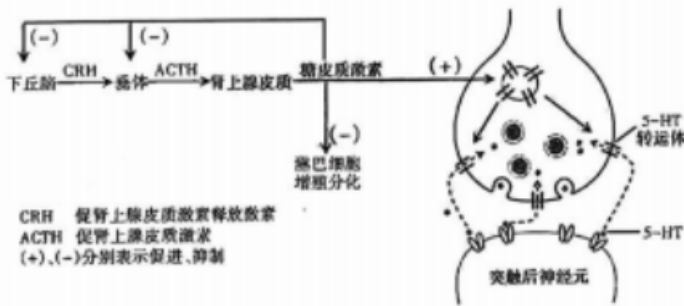 (-) (-)
下丘脑 CRH 垂体 ACTH 肾上腺皮质 糖皮质激素 (+)
(-)
淋巴细胞
增殖分化
5-HT
转运体
CRH 促肾上腺皮质激素释放激素
ACTH 促肾上腺皮质激素
(+)、(-)分别表示促进、抑制
5-HT
突触后神经元